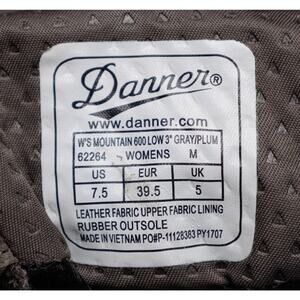 Danner®
www.danner.com
W'S MOUNTAIN 600 LOW 3" GRAY/PLUM
62264 WOMENS M
US EUR UK
7.5 39.5 5
LEATHER FABRIC UPPER FABRIC LINING
RUBBER OUTSOLE
MADE IN VIETNAM PO#P-11128383 PY1707